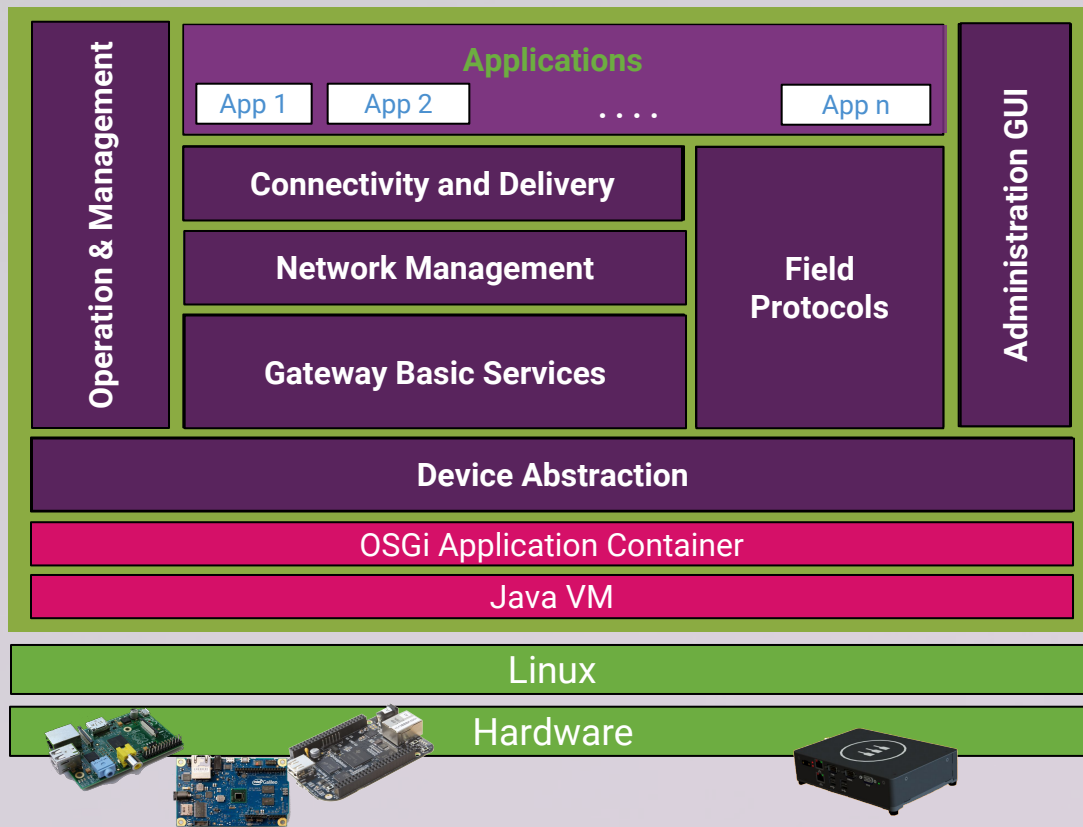 Operation & Management
Applications
App 1
App 2
. . . .
App n
Administration GUI
Connectivity and Delivery
Network Management
Gateway Basic Services
Field
Protocols
Device Abstraction
OSGi Application Container
Java VM
Linux
Hardware
Galileo